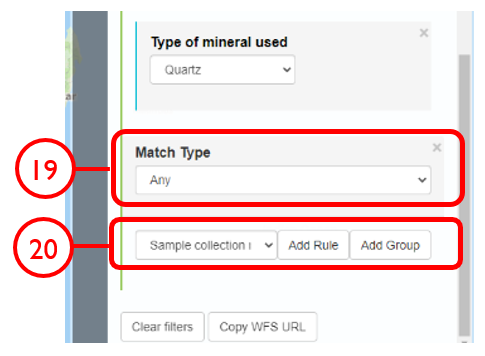 Type of mineral used
×
Quartz
ar
19
Match Type
×
Any
20
Sample collection
Add Rule
Add Group
Clear filters
Copy WFS URL